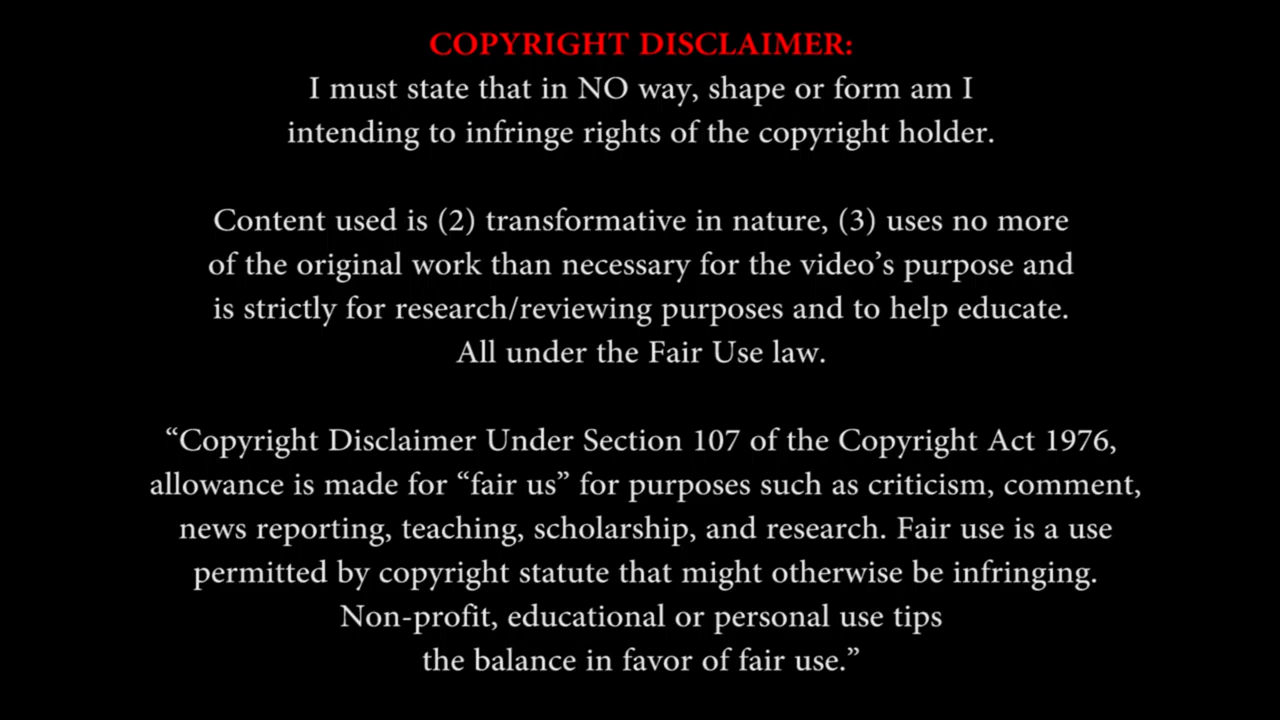 COPYRIGHT DISCLAIMER:
I must state that in NO way, shape or form am I
intending to infringe rights of the copyright holder.
Content used is (2) transformative in nature, (3) uses no more
of the original work than necessary for the video’s purpose and
is strictly for research/reviewing purposes and to help educate.
All under the Fair Use law.
“Copyright Disclaimer Under Section 107 of the Copyright Act 1976,
allowance is made for “fair us” for purposes such as criticism, comment,
news reporting, teaching, scholarship, and research. Fair use is a use
permitted by copyright statute that might otherwise be infringing.
Non-profit, educational or personal use tips
the balance in favor of fair use.”